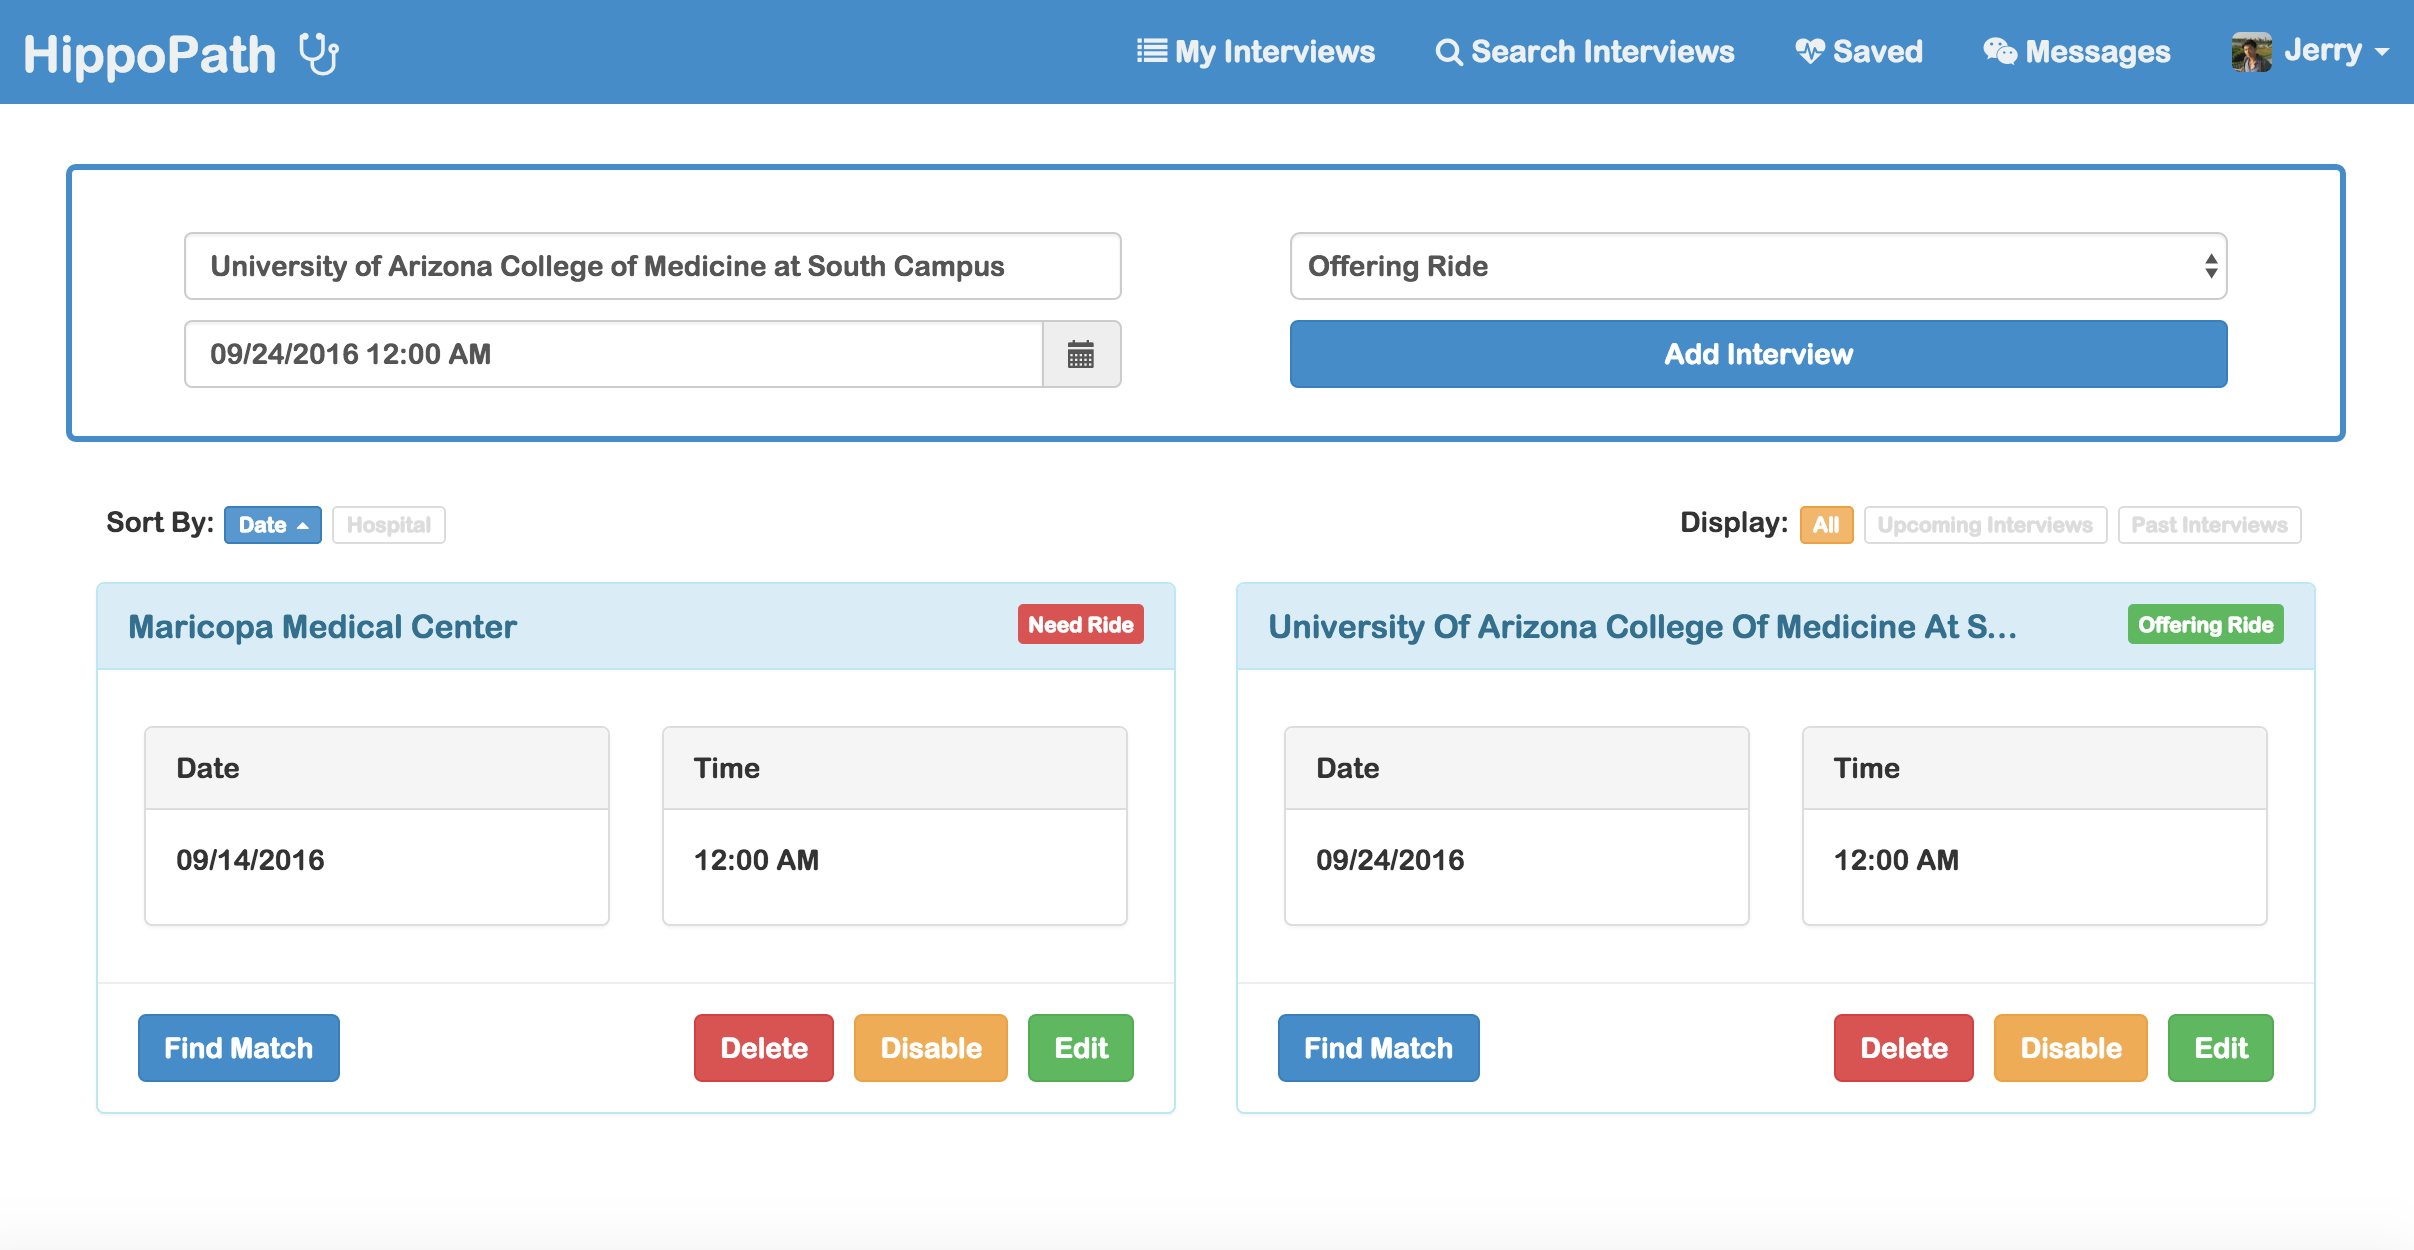 HippoPath
My Interviews
Search Interviews
Saved
Messages
Jerry
University of Arizona College of Medicine at South Campus
Offering Ride
09/24/2016 12:00 AM
Add Interview
Sort By: Date Hospital
Display: All Upcoming Interviews Past Interviews
Maricopa Medical Center
Need Ride
Date
Time
09/14/2016
12:00 AM
Find Match
Delete
Disable
Edit
University Of Arizona College Of Medicine At S...
Offering Ride
Date
Time
09/24/2016
12:00 AM
Find Match
Delete
Disable
Edit